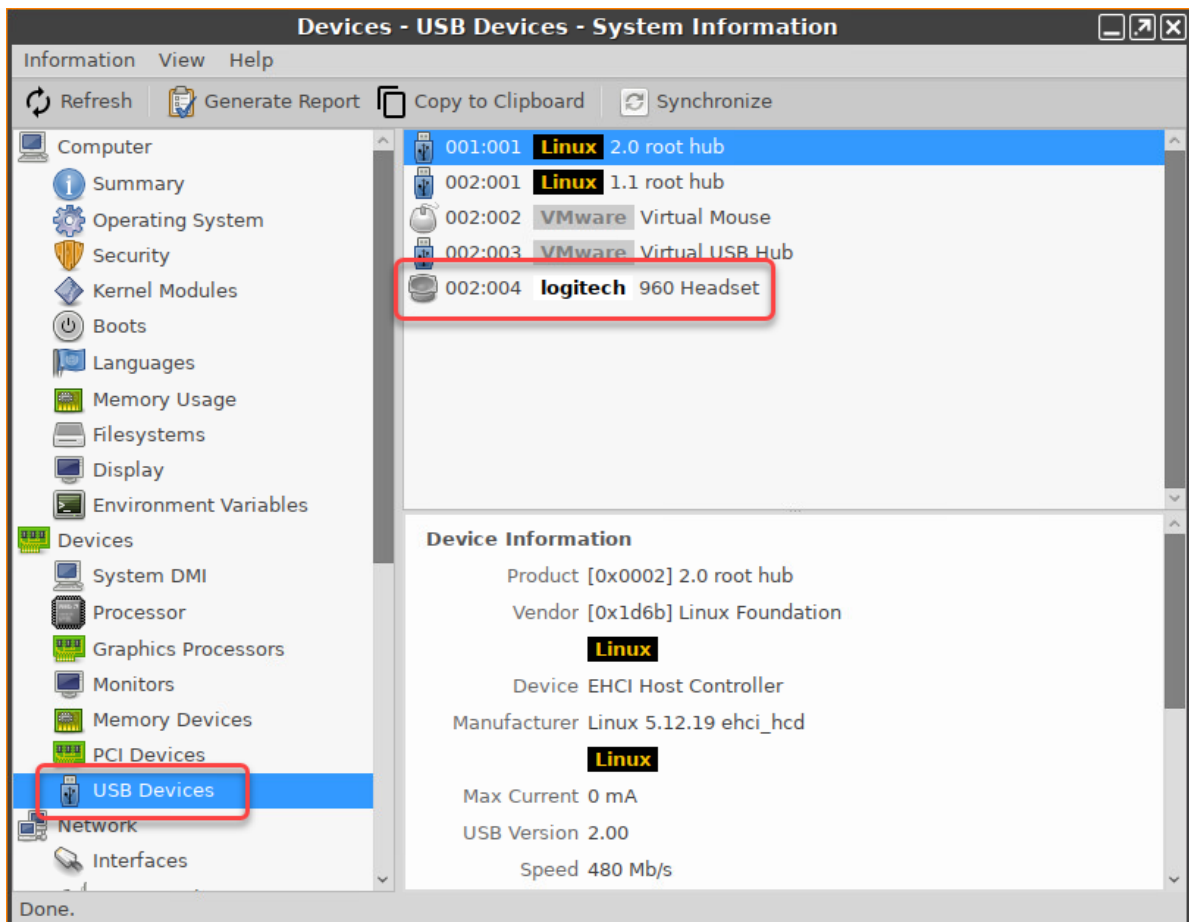 Devices - USB Devices - System Information
Information View Help
Refresh Generate Report Copy to Clipboard Synchronize
Computer
Summary
Operating System
Security
Kernel Modules
Boots
Languages
Memory Usage
Filesystems
Display
Environment Variables
Devices
System DMI
Processor
Graphics Processors
Monitors
Memory Devices
PCI Devices
USB Devices
Network
Interfaces
001:001 Linux 2.0 root hub
002:001 Linux 1.1 root hub
002:002 VMware Virtual Mouse
002:003 VMware Virtual USB Hub
002:004 logitech 960 Headset
Device Information
Product [0x0002] 2.0 root hub
Vendor [0x1d6b] Linux Foundation
Linux
Device EHCI Host Controller
Manufacturer Linux 5.12.19 ehci_hcd
Linux
Max Current 0 mA
USB Version 2.00
Speed 480 Mb/s
Done.